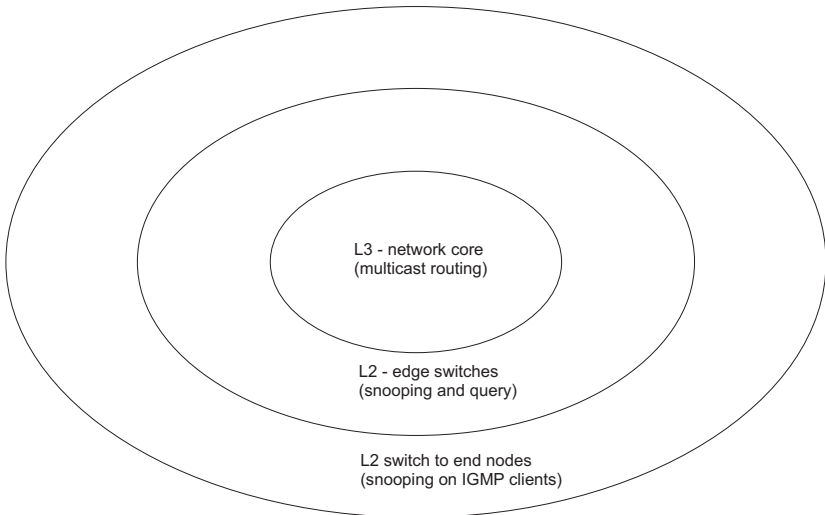 L3 - network core
(multicast routing)
L2 - edge switches
(snooping and query)
L2 switch to end nodes
(snooping on IGMP clients)